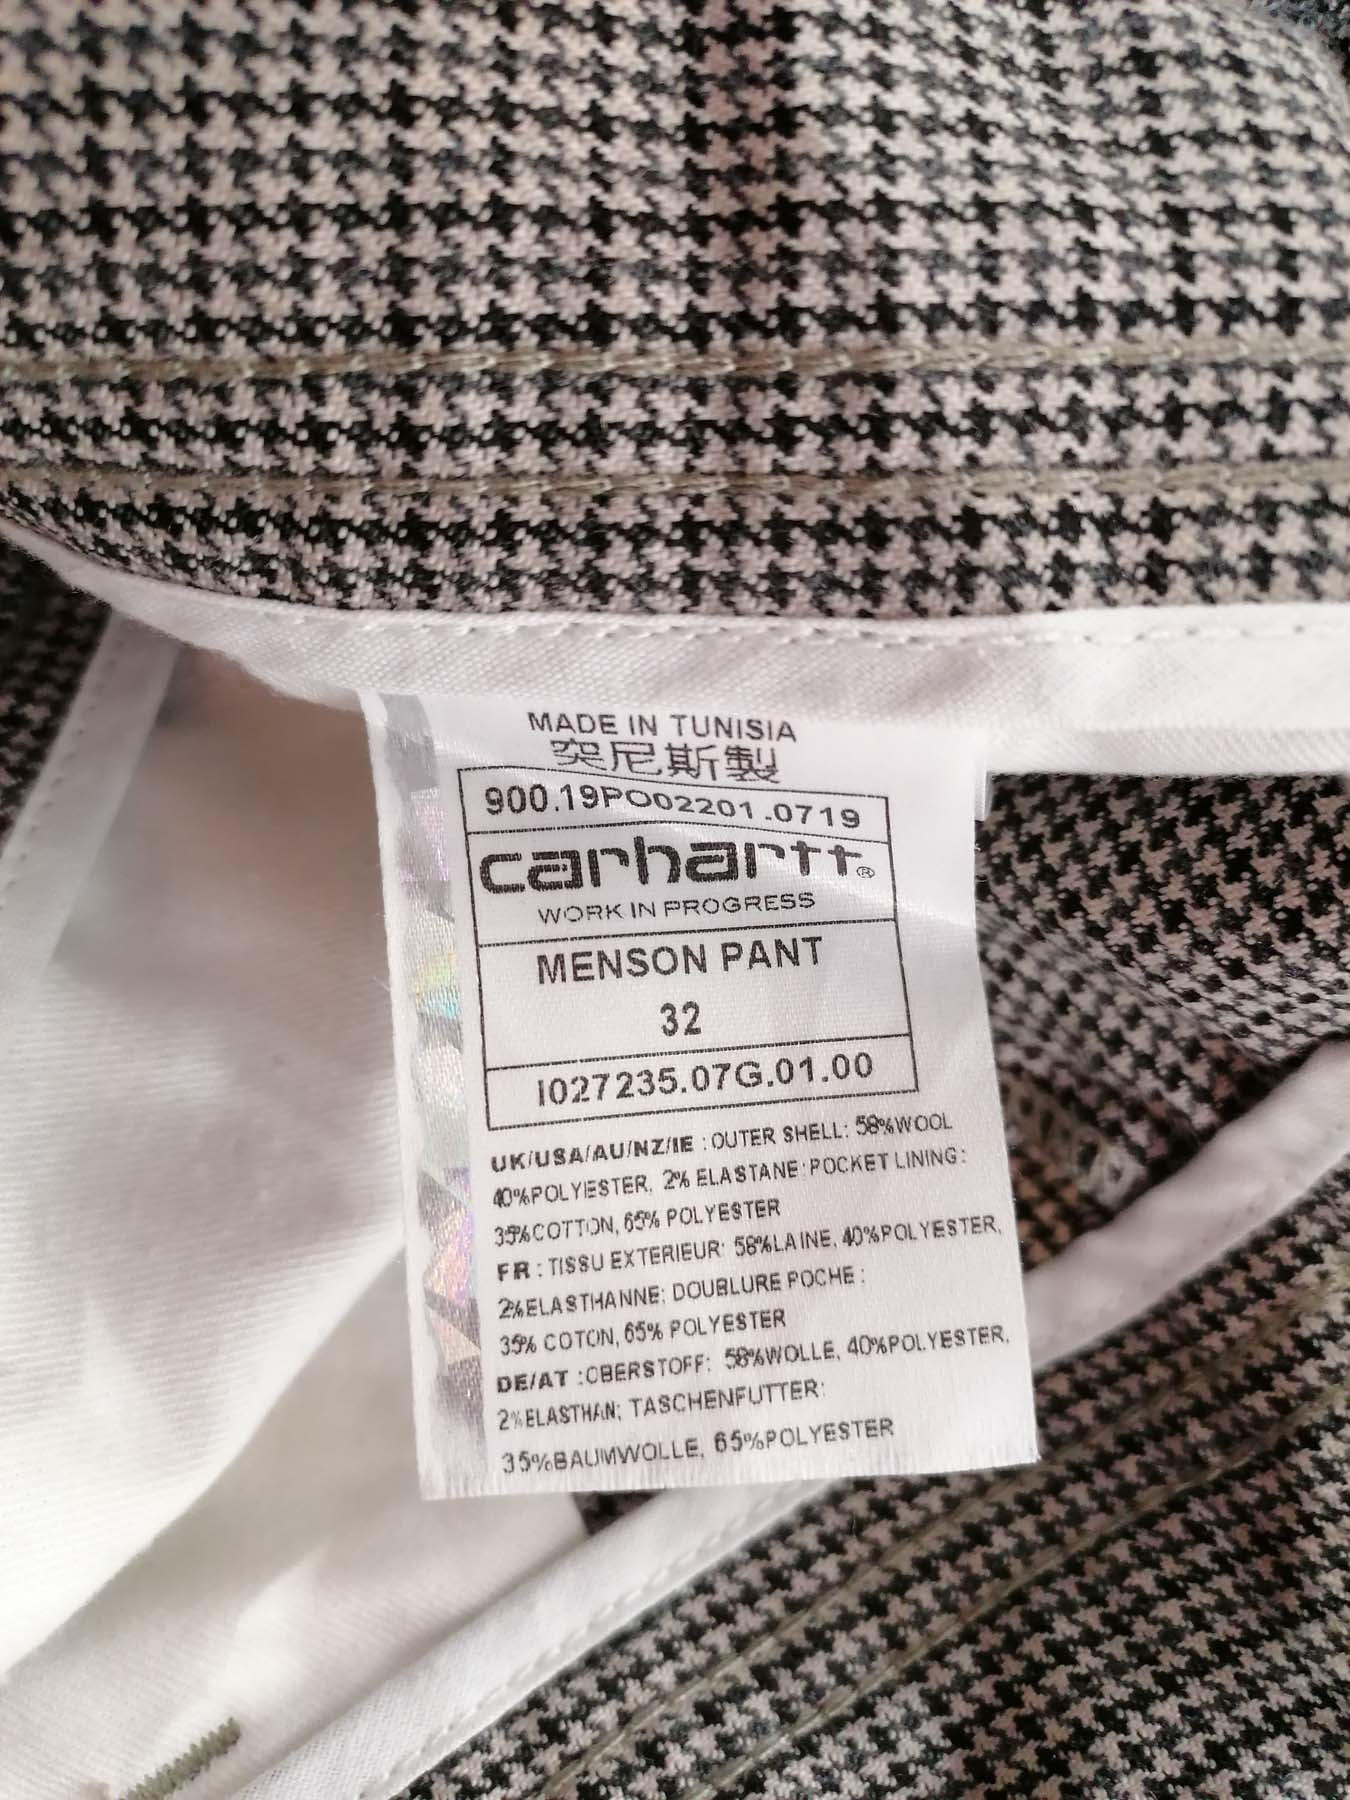 MADE IN TUNISIA
突尼斯製
900.19PO02201.0719
carhartt®
WORK IN PROGRESS
MENSON PANT
32
I027235.07G.01.00
UK/USA/AU/NZ/IE :OUTER SHELL: 58%WOOL
40%POLYIESTER, 2% ELASTANE:POCKET LINING:
35%COTTON, 65% POLYESTER
FR : TISSU EXTERIEUR: 58%LAINE, 40%POLYESTER,
2%ELASTHANNE: DOUBLURE POCHE :
35% COTON, 65% POLYESTER
DE/AT :OBERSTOFF: 58%WOLLE, 40%POLYESTER,
2%ELASTHAN; TASCHENFUTTER:
35%BAUMWOLLE, 65%POLYESTER